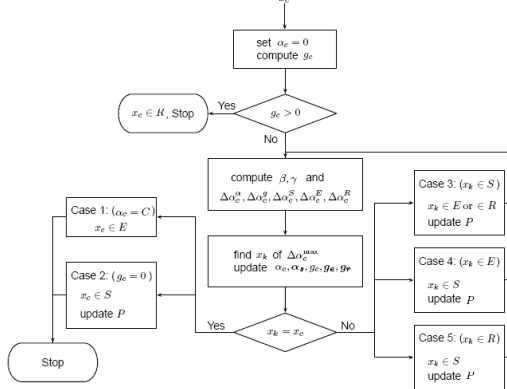 set α_c = 0
compute g_c
x_c ∈ R, Stop
Yes
g_c > 0
No
compute β, γ and
Δα_c^α, Δα_c^g, Δα_c^S, Δα_c^E, Δα_c^R
Case 1: (α_c = C)
x_c ∈ E
Case 2: (g_c = 0)
x_c ∈ S
update P
Stop
find x_k of Δα_c^max
update α_c, α_s, g_c, g_e, g_r
Yes
x_k = x_c
No
Case 3: (x_k ∈ S)
x_k ∈ E or ∈ R
update P
Case 4: (x_k ∈ E)
x_k ∈ S
update P
Case 5: (x_k ∈ R)
x_k ∈ S
update P